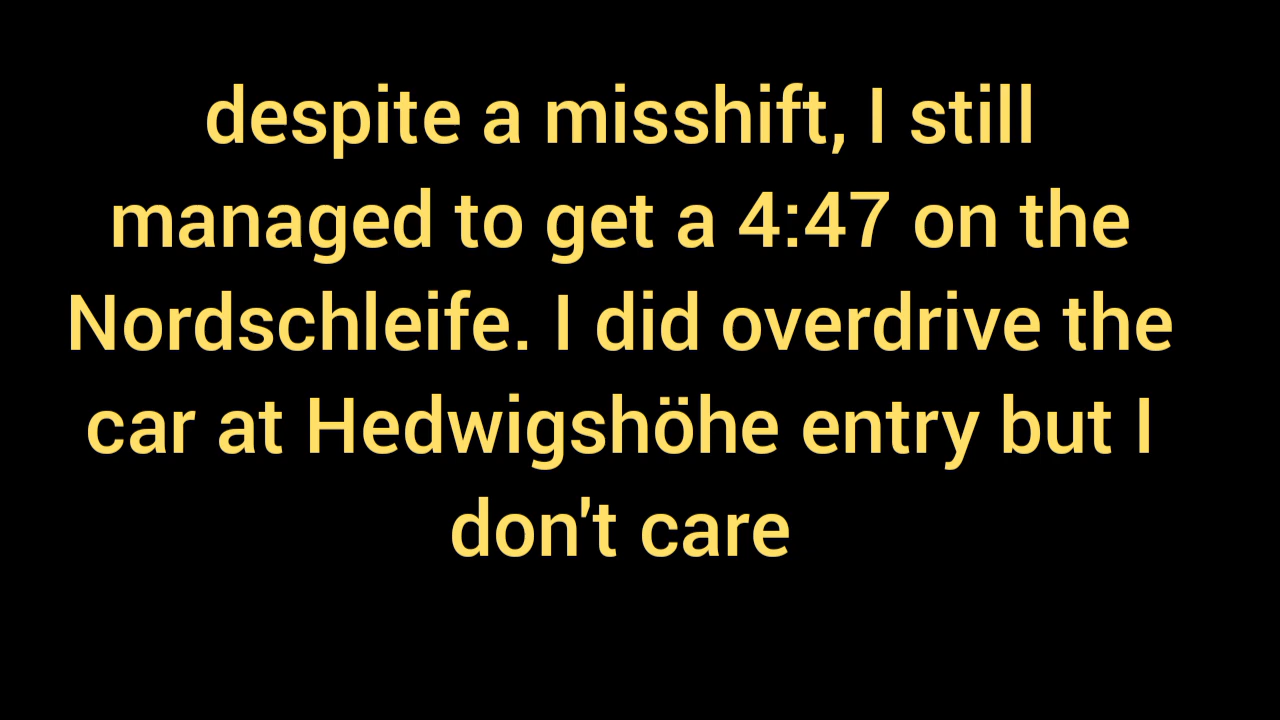 despite a misshift, I still
managed to get a 4:47 on the
Nordschleife. I did overdrive the
car at Hedwigshöhe entry but I
don't care